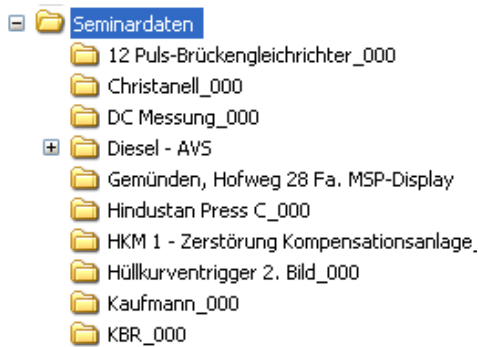 Seminardaten
12 Puls-Brückengleichrichter_000
Christanell_000
DC Messung_000
Diesel - AVS
Gemünden, Hofweg 28 Fa. MSP-Display
Hindustan Press C_000
HKM 1 - Zerstörung Kompensationsanlage_
Hüllkurventrigger 2. Bild_000
Kaufmann_000
KBR_000